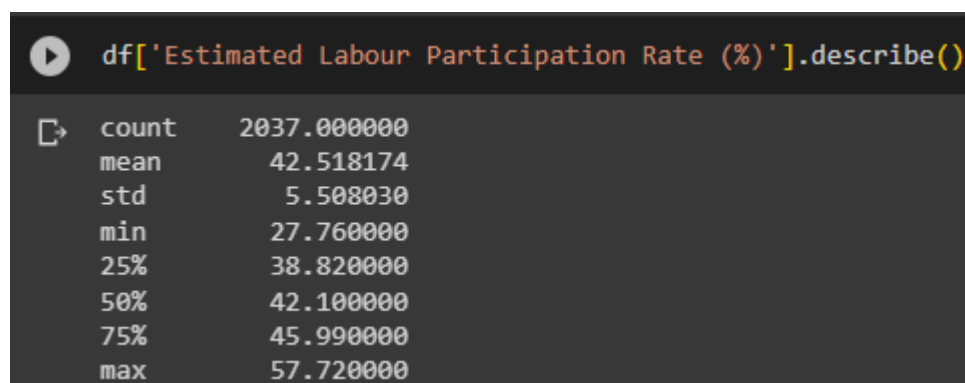 df['Estimated Labour Participation Rate (%)'].describe()
count 2037.000000
mean 42.518174
std 5.508030
min 27.760000
25% 38.820000
50% 42.100000
75% 45.990000
max 57.720000